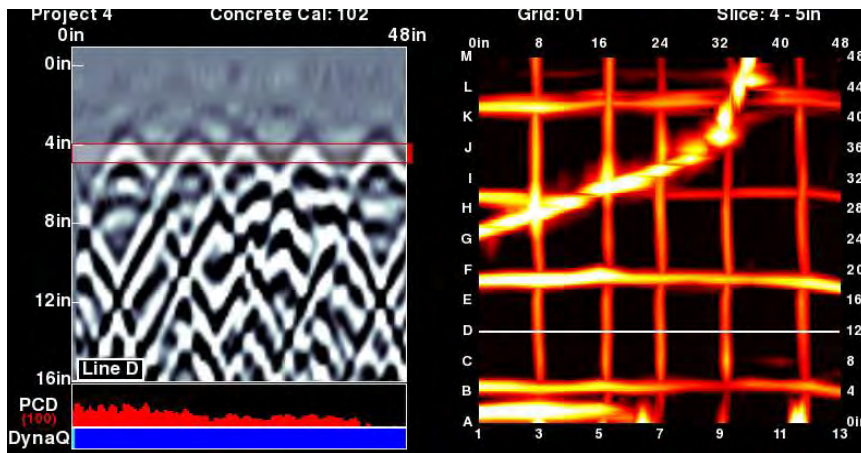 Project 4 Concrete Cal: 102 Grid: 01 Slice: 4 - 5in
0in 48in
0in
4in
8in
12in
16in
Line D
PCD
(100)
DynaQ
0in 8 16 24 32 40 48
M 48
L 44
K 40
J 36
I 32
H 28
G 24
F 20
E 16
D 12
C 8
B 4
A 0in
1 3 5 7 9 11 13